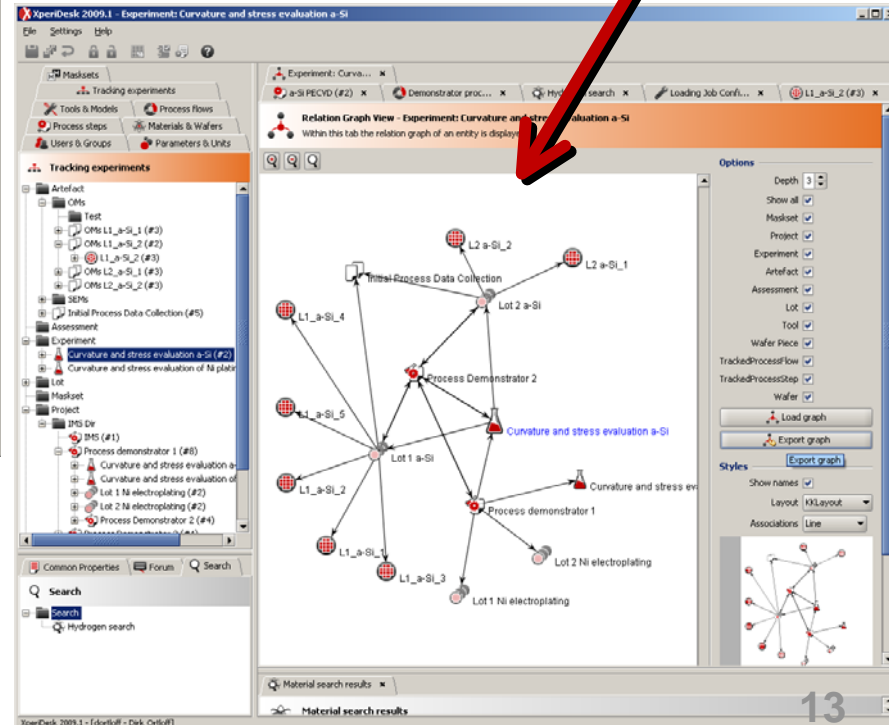 XperiDesk 2009.1 - Experiment: Curvature and stress evaluation a-Si
File Settings Help
Masksets
Tracking experiments
Tools & Models Process flows
Process steps Materials & Wafers
Users & Groups Parameters & Units
Tracking experiments
Artefact
OMs
Test
OMs L1_a-Si_1 (#3)
OMs L1_a-Si_2 (#2)
L1_a-Si_2 (#3)
OMs L2_a-Si_1 (#3)
OMs L2_a-Si_2 (#3)
SEMs
Initial Process Data Collection (#5)
Assessment
Experiment
Curvature and stress evaluation a-Si (#2)
Curvature and stress evaluation of Ni platin
Lot
Maskset
Project
IMS Dir
IMS (#1)
Process demonstrator 1 (#8)
Curvature and stress evaluation a-
Curvature and stress evaluation of
Lot 1 Ni electroplating (#2)
Lot 2 Ni electroplating (#2)
Process Demonstrator 2 (#4)
Common Properties Forum Search
Search
Search
Hydrogen search
XperiDesk 2009.1 - [dortloff - Dirk Ortloff]
Experiment: Curva...
a-Si PECVD (#2) Demonstrator proc... search Loading Job Confi... L1_a-Si_2 (#3)
Relation Graph View - Experiment: Curvature and stress evaluation a-Si
Within this tab the relation graph of an entity is displayed
L2 a-Si_2
L2 a-Si_1
Initial Process Data Collection
Lot 2 a-Si
L1_a-Si_4
Process Demonstrator 2
L1_a-Si_5
Curvature and stress evaluation a-Si
Lot 1 a-Si
L1_a-Si_2
Curvature and stress ev
Process demonstrator 1
L1_a-Si_1
Lot 2 Ni electroplating
L1_a-Si_3
Lot 1 Ni electroplating
Options
Depth 3
Show all
Maskset
Project
Experiment
Artefact
Assessment
Lot
Tool
Wafer Piece
TrackedProcessFlow
TrackedProcessStep
Wafer
Load graph
Export graph
Export graph
Styles
Show names
Layout KKLayout
Associations Line
Material search results
Material search results
13